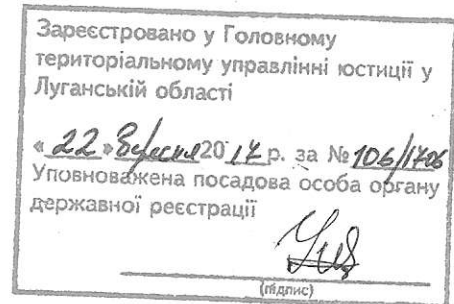 Зареєстровано у Головному
територіальному управлінні юстиції у
Луганській області
«22» вересня 2017 р. за № 106/1706
Уповноважена посадова особа органу
державної реєстрації
(підпис)